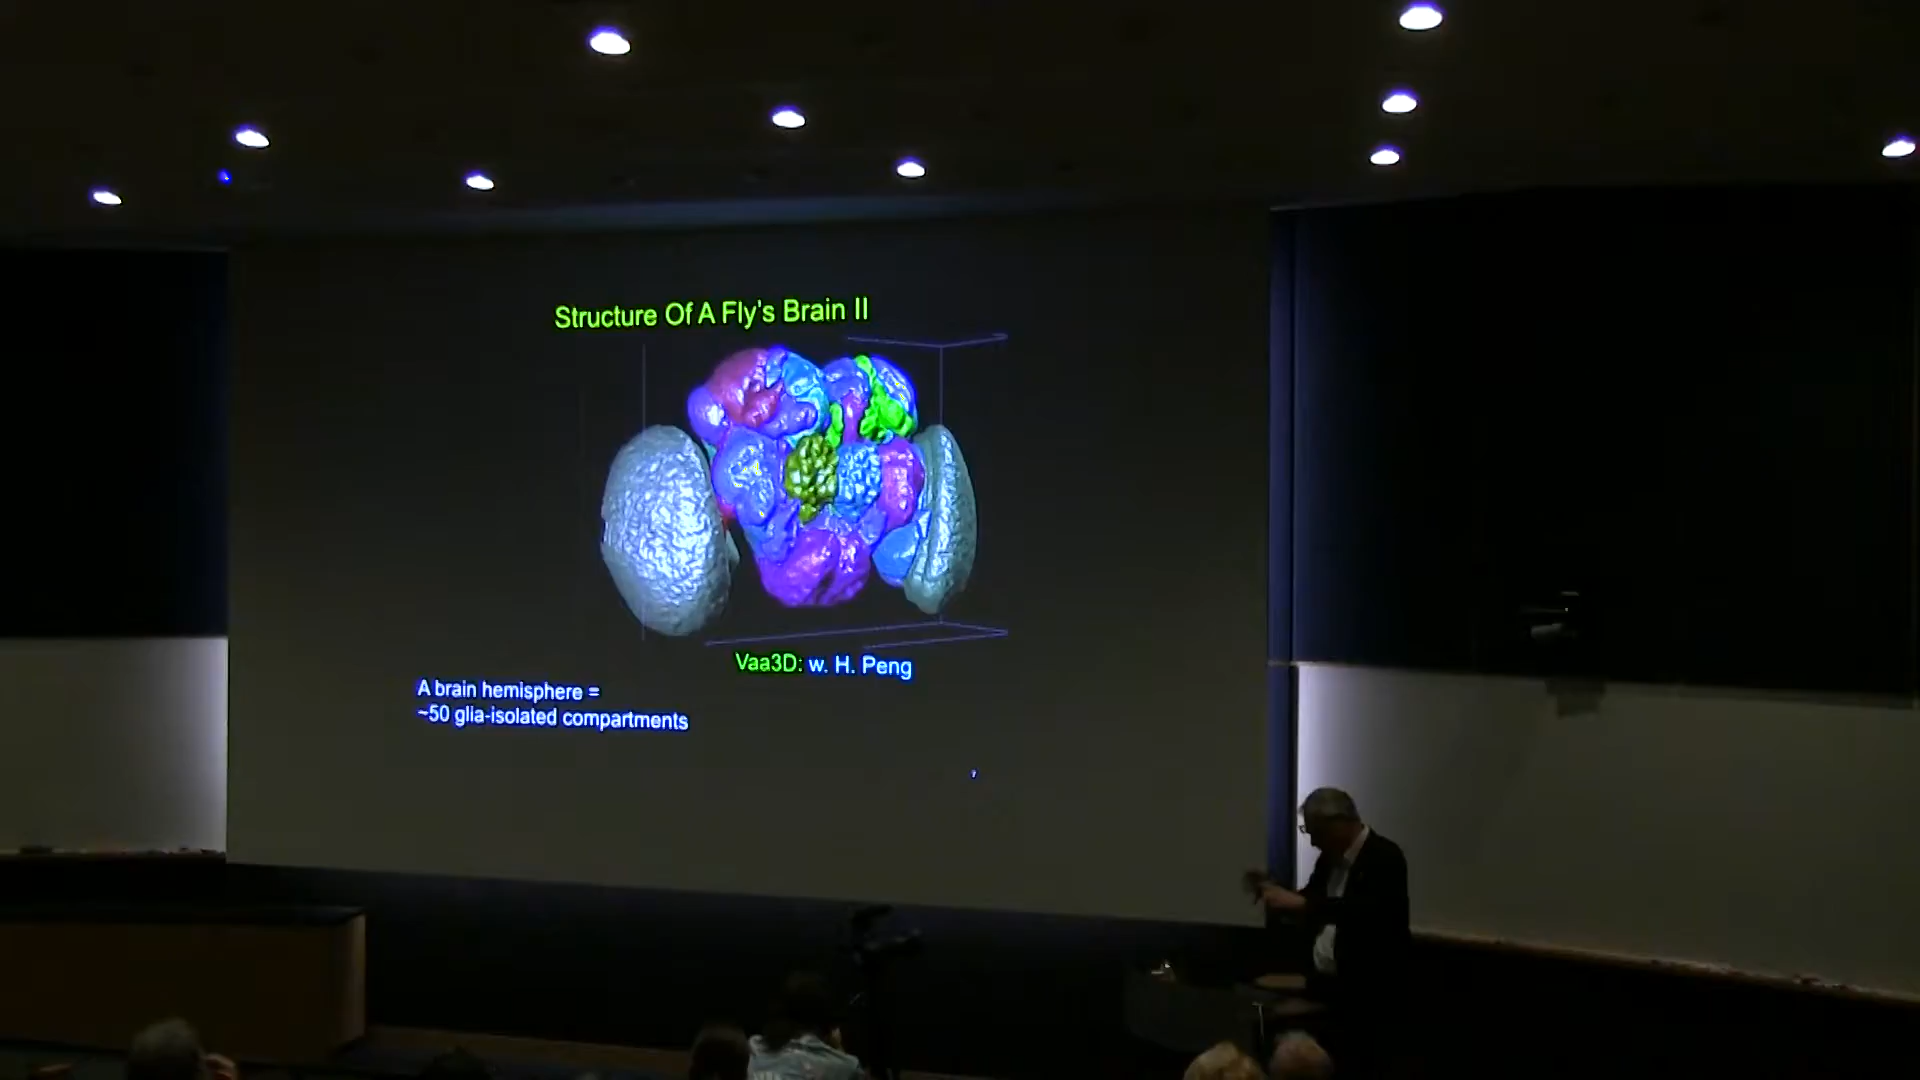 Structure Of A Fly's Brain II
Vaa3D: w. H. Peng
A brain hemisphere =
~50 glia-isolated compartments